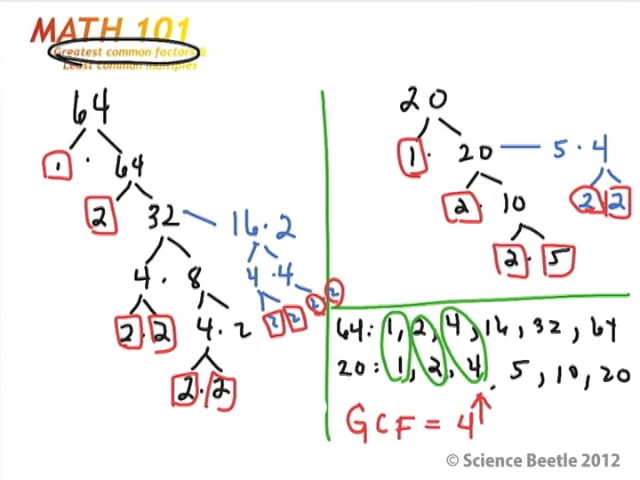 MATH 101
Greatest common factors &
Least common multiples
64
1 · 64
2 32 16 · 2
4 · 8 4 · 4
2 · 2 4 · 2 2 2 2 2
2 · 2
20
1 · 20 5 · 4
2 · 10 2 2
2 · 5
64: 1, 2, 4, 16, 32, 64
20: 1, 2, 4, 5, 10, 20
GCF = 4
© Science Beetle 2012